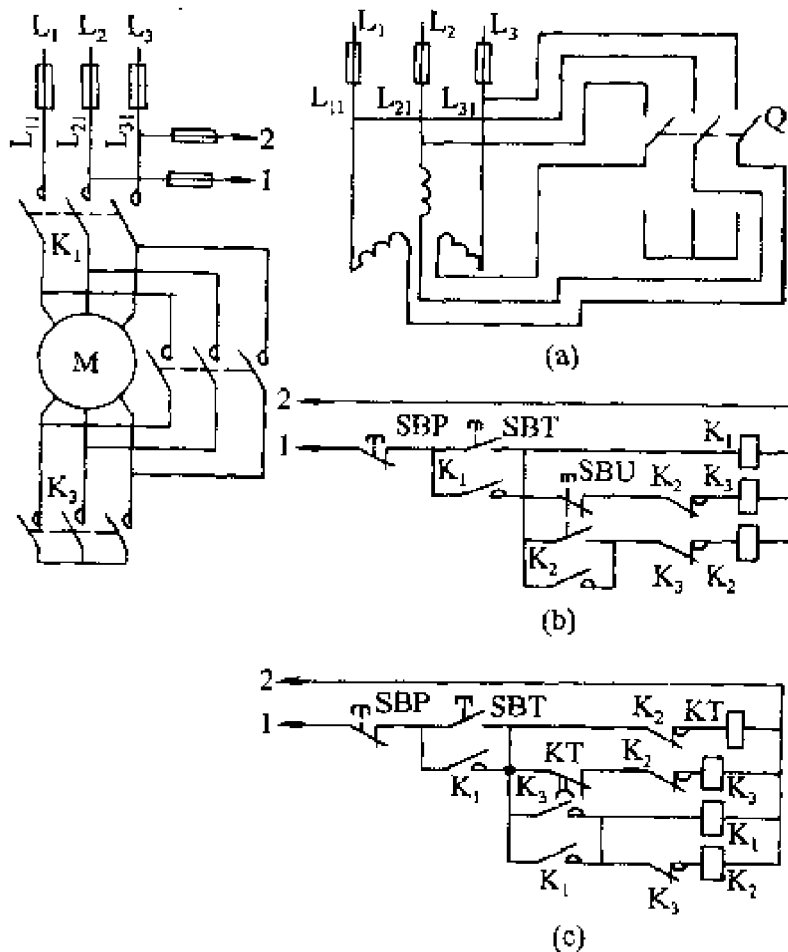 L₁ L₂ L₃
L₁₁ L₂₁ L₃₁
2
1
K₁
M
K₃
L₁ L₂ L₃
L₁₁ L₂₁ L₃₁
Q
(a)
2
1 SBP SBT K₁
K₁ SBU K₂ K₃
K₂ K₃ K₂
(b)
2
1 SBP SBT K₂ KT
K₁ K₃ KT K₂ K₃
K₁
K₁ K₃ K₂
(c)